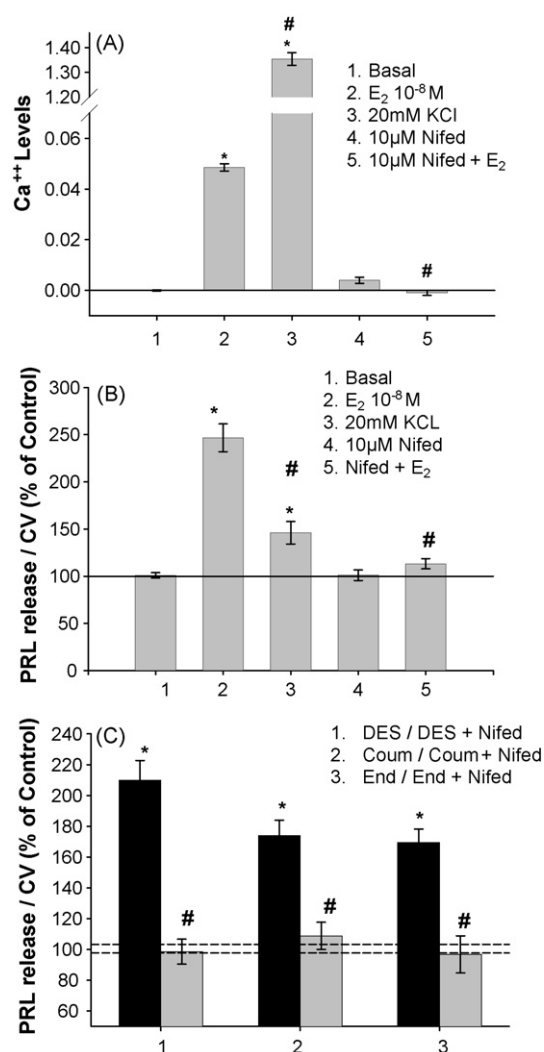 (A)
#
*
*
#
1.40
1.30
1.20
0.06
0.04
0.02
0.00
Ca⁺⁺ Levels
1. Basal
2. E₂ 10⁻⁸M
3. 20mM KCl
4. 10µM Nifed
5. 10µM Nifed + E₂
1 2 3 4 5
(B)
*
#
*
#
300
250
200
150
100
50
0
PRL release / CV (% of Control)
1. Basal
2. E₂ 10⁻⁸M
3. 20mM KCL
4. 10µM Nifed
5. Nifed + E₂
1 2 3 4 5
(C)
*
*
*
#
#
#
240
220
200
180
160
140
120
100
80
60
PRL release / CV (% of Control)
1. DES / DES + Nifed
2. Coum / Coum + Nifed
3. End / End + Nifed
1 2 3